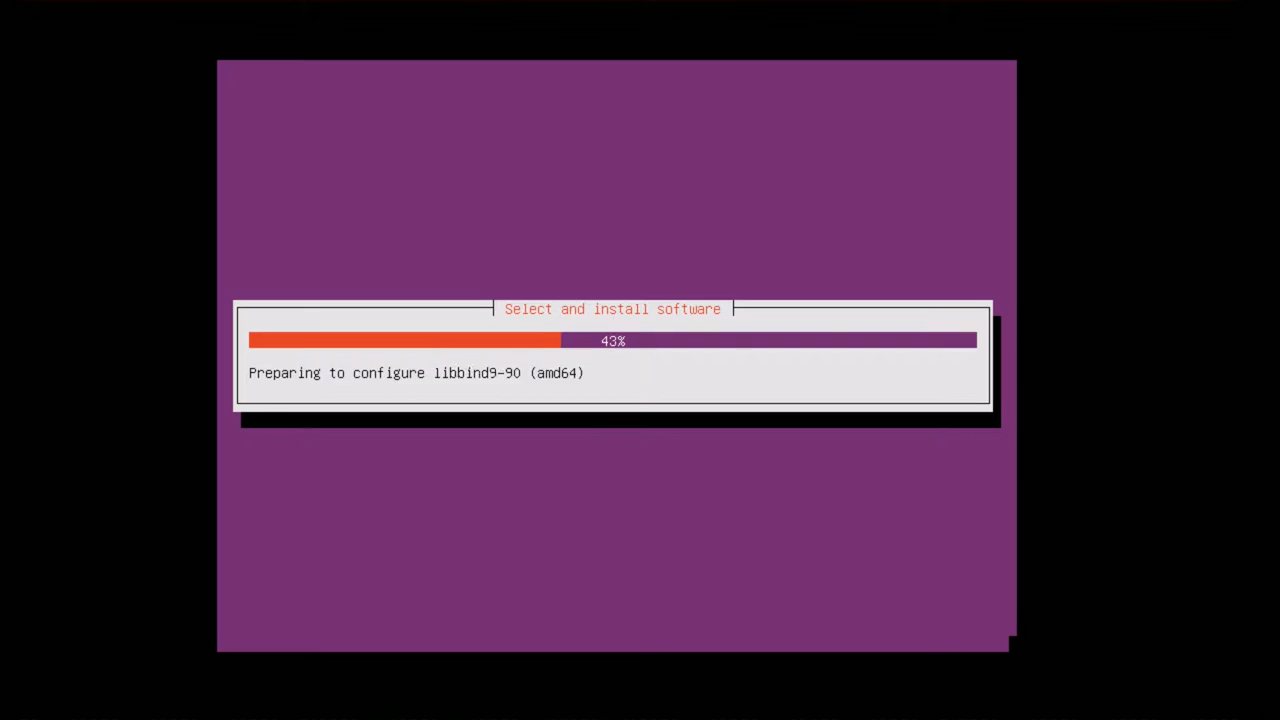 Select and install software
43%
Preparing to configure libbind9-90 (amd64)